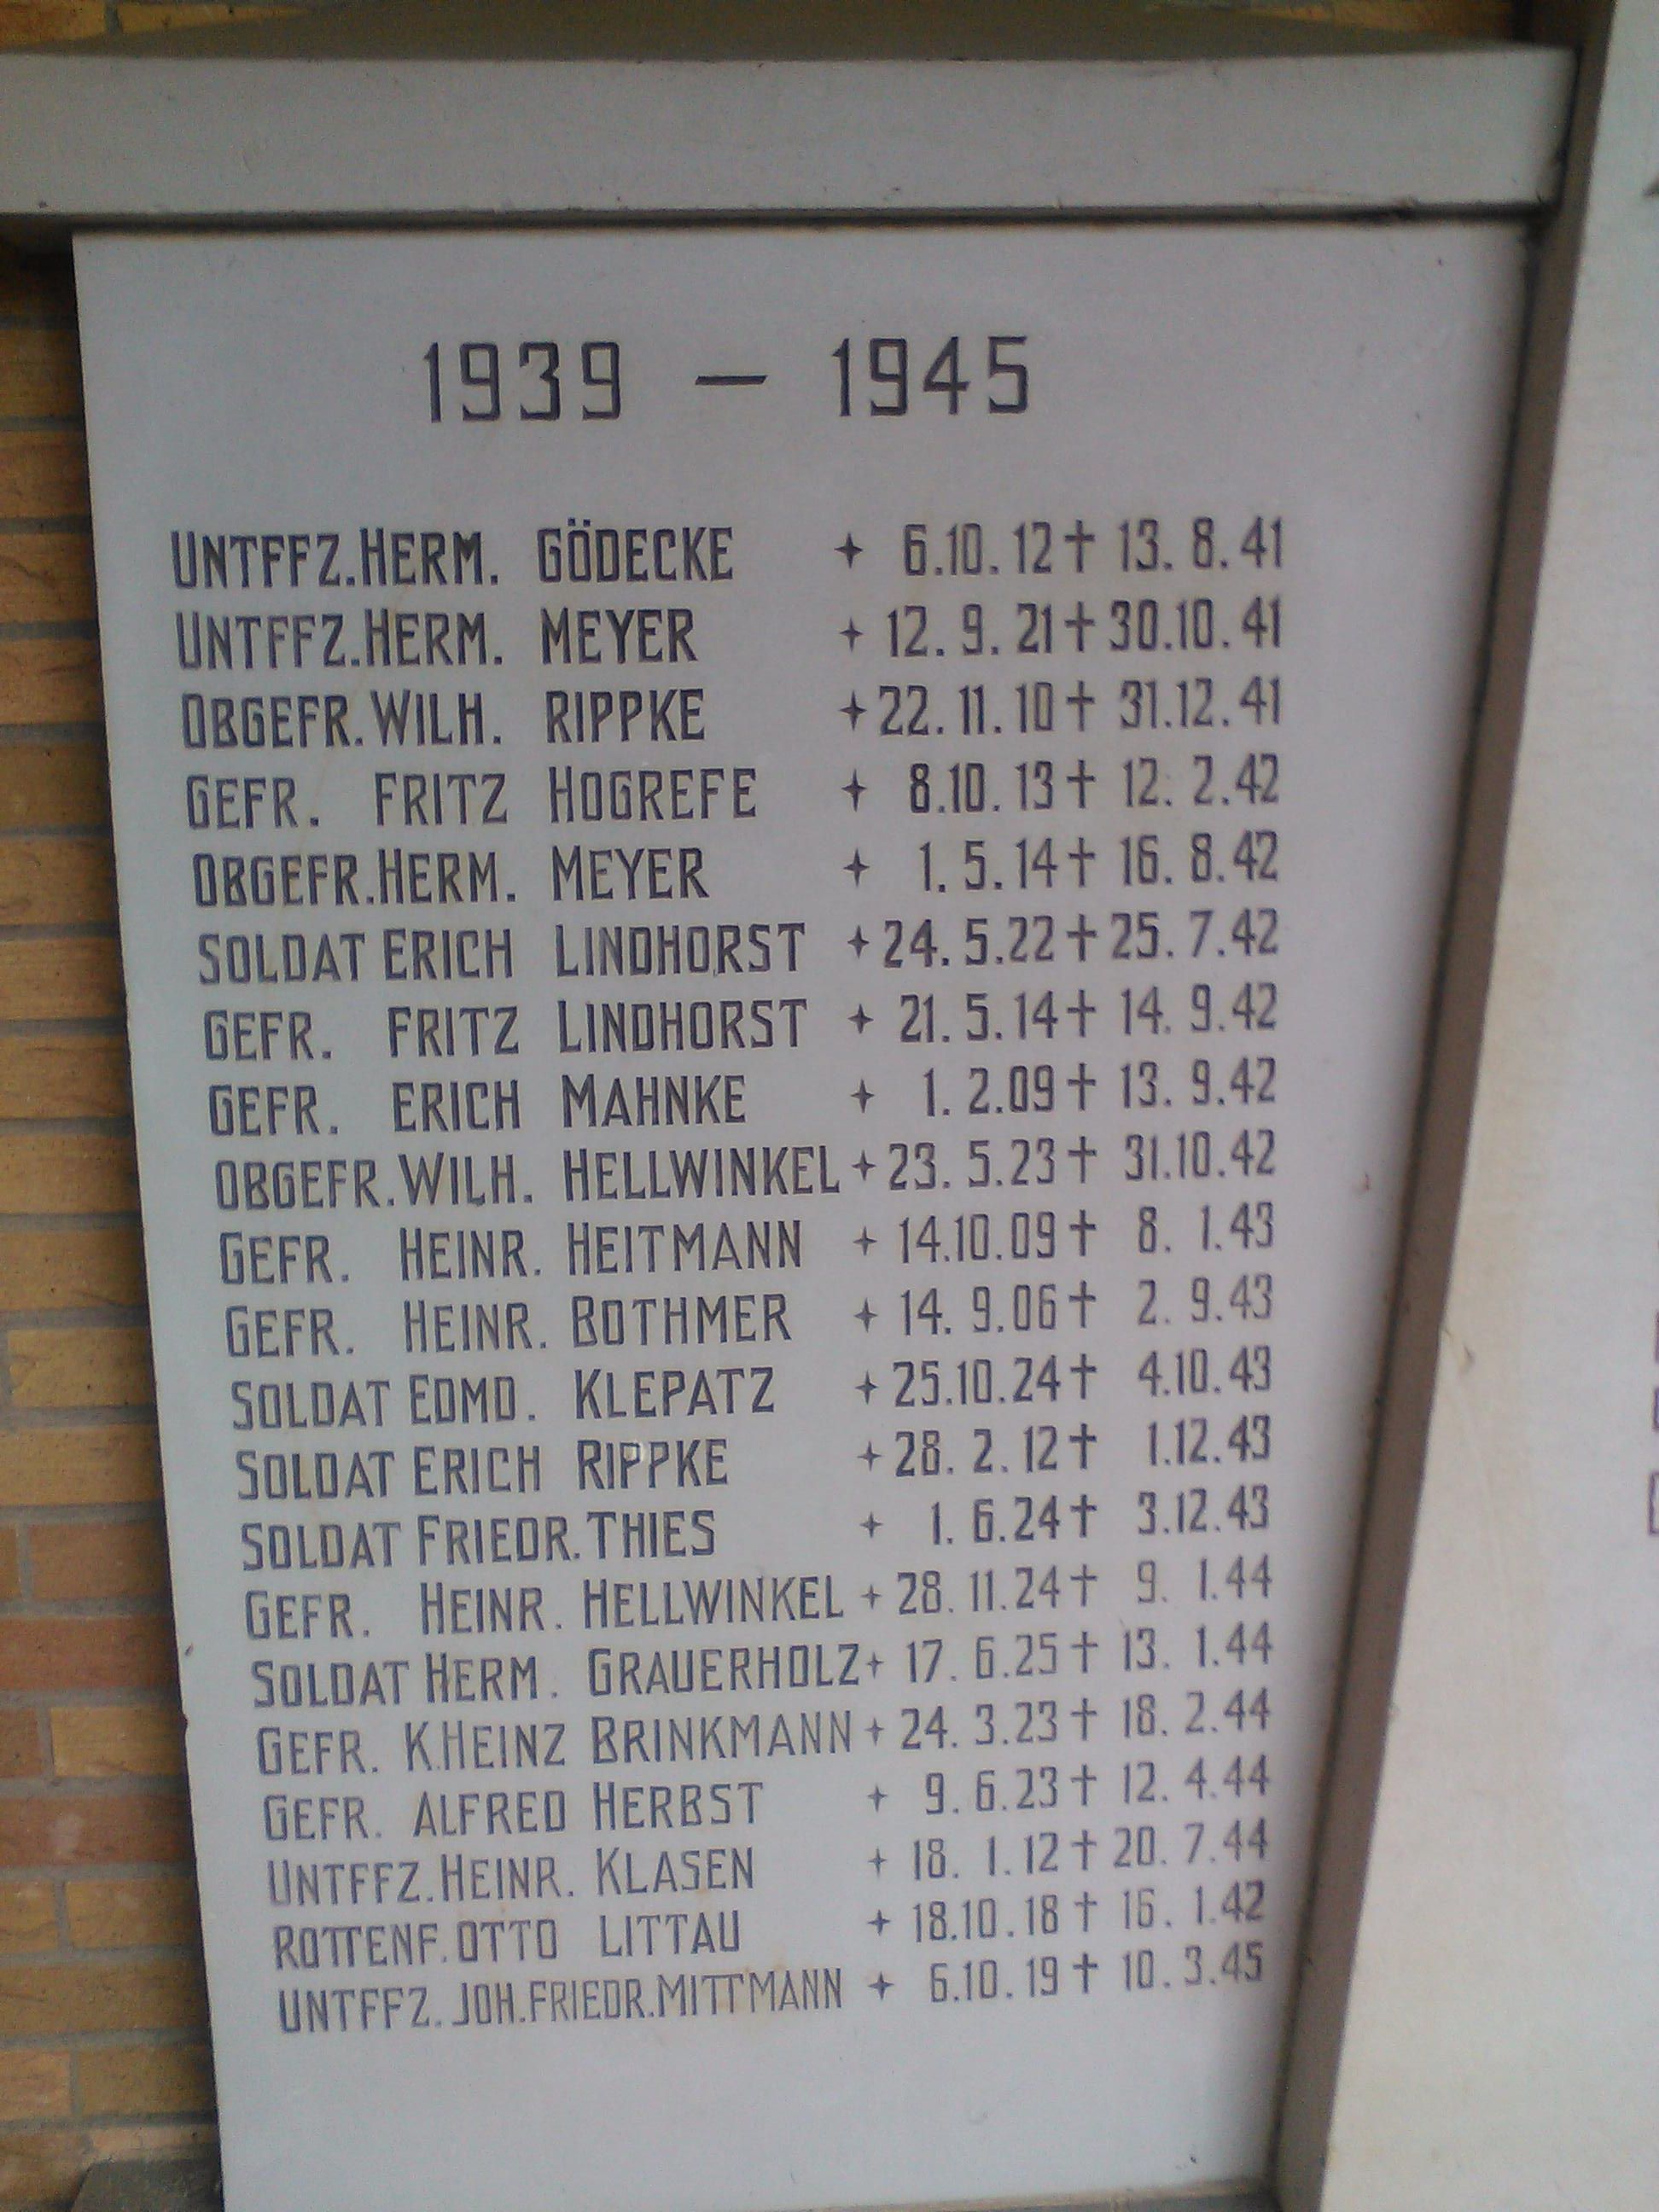 1939 — 1945
UNTFFZ. HERM. GÖDECKE + 6.10.12 † 13.8.41
UNTFFZ. HERM. MEYER + 12.9.21 † 30.10.41
OBGEFR. WILH. RIPPKE + 22.11.10 † 31.12.41
GEFR. FRITZ HOGREFE + 8.10.13 † 12.2.42
OBGEFR. HERM. MEYER + 1.5.14 † 16.8.42
SOLDAT ERICH LINDHORST + 24.5.22 † 25.7.42
GEFR. FRITZ LINDHORST + 21.5.14 † 14.9.42
GEFR. ERICH MAHNKE + 1.2.09 † 13.9.42
OBGEFR. WILH. HELLWINKEL + 23.5.23 † 31.10.42
GEFR. HEINR. HEITMANN + 14.10.09 † 8.1.43
GEFR. HEINR. BOTHMER + 14.9.06 † 2.9.43
SOLDAT EDMD. KLEPATZ + 25.10.24 † 4.10.43
SOLDAT ERICH RIPPKE + 28.2.12 † 1.12.43
SOLDAT FRIEDR. THIES + 1.6.24 † 3.12.43
GEFR. HEINR. HELLWINKEL + 28.11.24 † 9.1.44
SOLDAT HERM. GRAUERHOLZ + 17.6.25 † 13.1.44
GEFR. K.HEINZ BRINKMANN + 24.3.23 † 18.2.44
GEFR. ALFRED HERBST + 9.6.23 † 12.4.44
UNTFFZ. HEINR. KLASEN + 18.1.12 † 20.7.44
ROTTENF. OTTO LITTAU + 18.10.18 † 16.1.42
UNTFFZ. JOH. FRIEDR. MITTMANN + 6.10.19 † 10.3.45